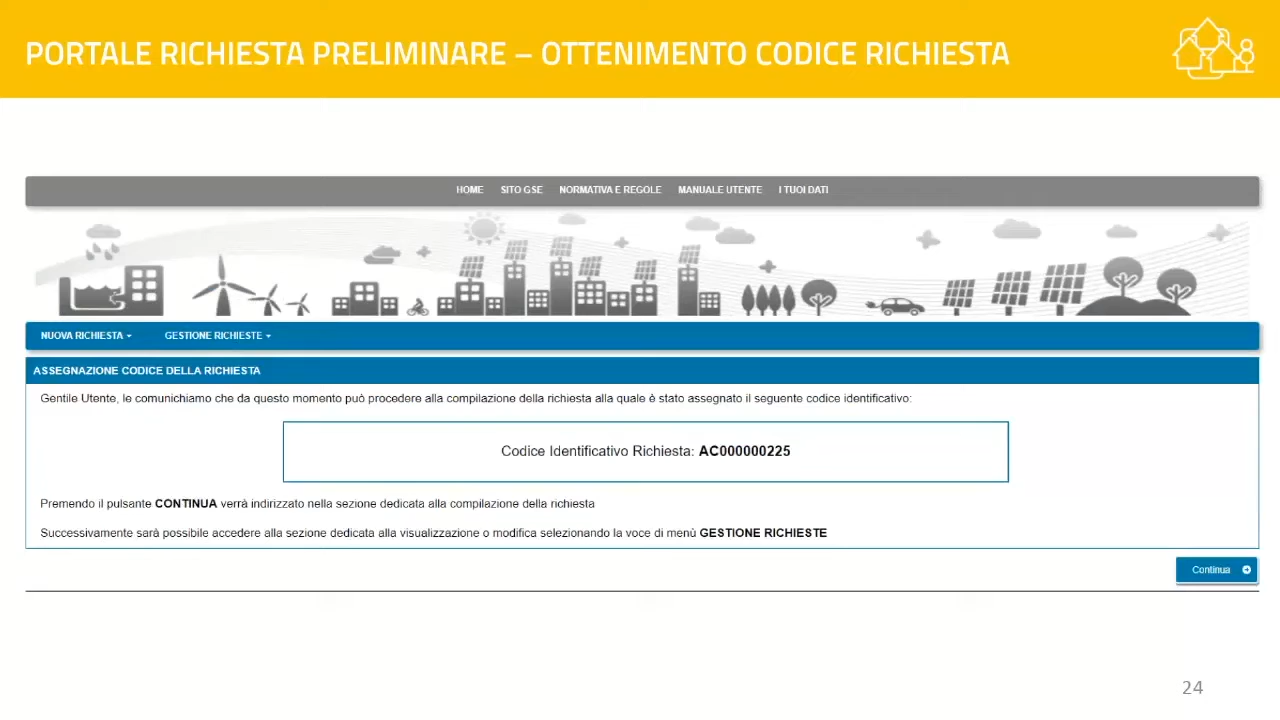 PORTALE RICHIESTA PRELIMINARE – OTTENIMENTO CODICE RICHIESTA
HOME SITO GSE NORMATIVA E REGOLE MANUALE UTENTE I TUOI DATI
NUOVA RICHIESTA GESTIONE RICHIESTE
ASSEGNAZIONE CODICE DELLA RICHIESTA
Gentile Utente, le comunichiamo che da questo momento può procedere alla compilazione della richiesta alla quale è stato assegnato il seguente codice identificativo:
Codice Identificativo Richiesta: AC000000225
Premendo il pulsante CONTINUA verrà indirizzato nella sezione dedicata alla compilazione della richiesta
Successivamente sarà possibile accedere alla sezione dedicata alla visualizzazione o modifica selezionando la voce di menù GESTIONE RICHIESTE
Continua
24